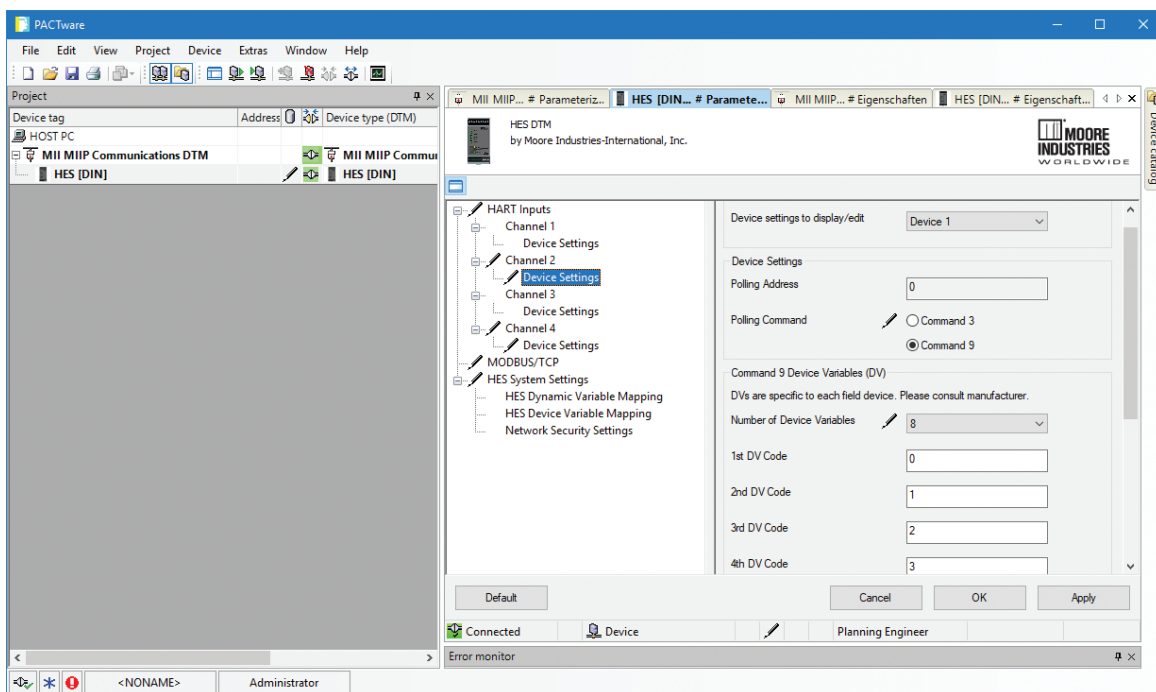 PACTware
File Edit View Project Device Extras Window Help
Project
Device tag Address Device type (DTM)
HOST PC
MII MIIP Communications DTM MII MIIP Commu
HES [DIN] HES [DIN]
MII MIIP... # Parameteriz... HES [DIN... # Paramete... MII MIIP... # Eigenschaften HES [DIN... # Eigenschaft...
Device catalog
HES DTM
by Moore Industries-International, Inc.
MOORE
INDUSTRIES
WORLDWIDE
HART Inputs
Channel 1
Device Settings
Channel 2
Device Settings
Channel 3
Device Settings
Channel 4
Device Settings
MODBUS/TCP
HES System Settings
HES Dynamic Variable Mapping
HES Device Variable Mapping
Network Security Settings
Device settings to display/edit Device 1
Device Settings
Polling Address 0
Polling Command Command 3
Command 9
Command 9 Device Variables (DV)
DVs are specific to each field device. Please consult manufacturer.
Number of Device Variables 8
1st DV Code 0
2nd DV Code 1
3rd DV Code 2
4th DV Code 3
Default Cancel OK Apply
Connected Device Planning Engineer
Error monitor
<NONAME> Administrator